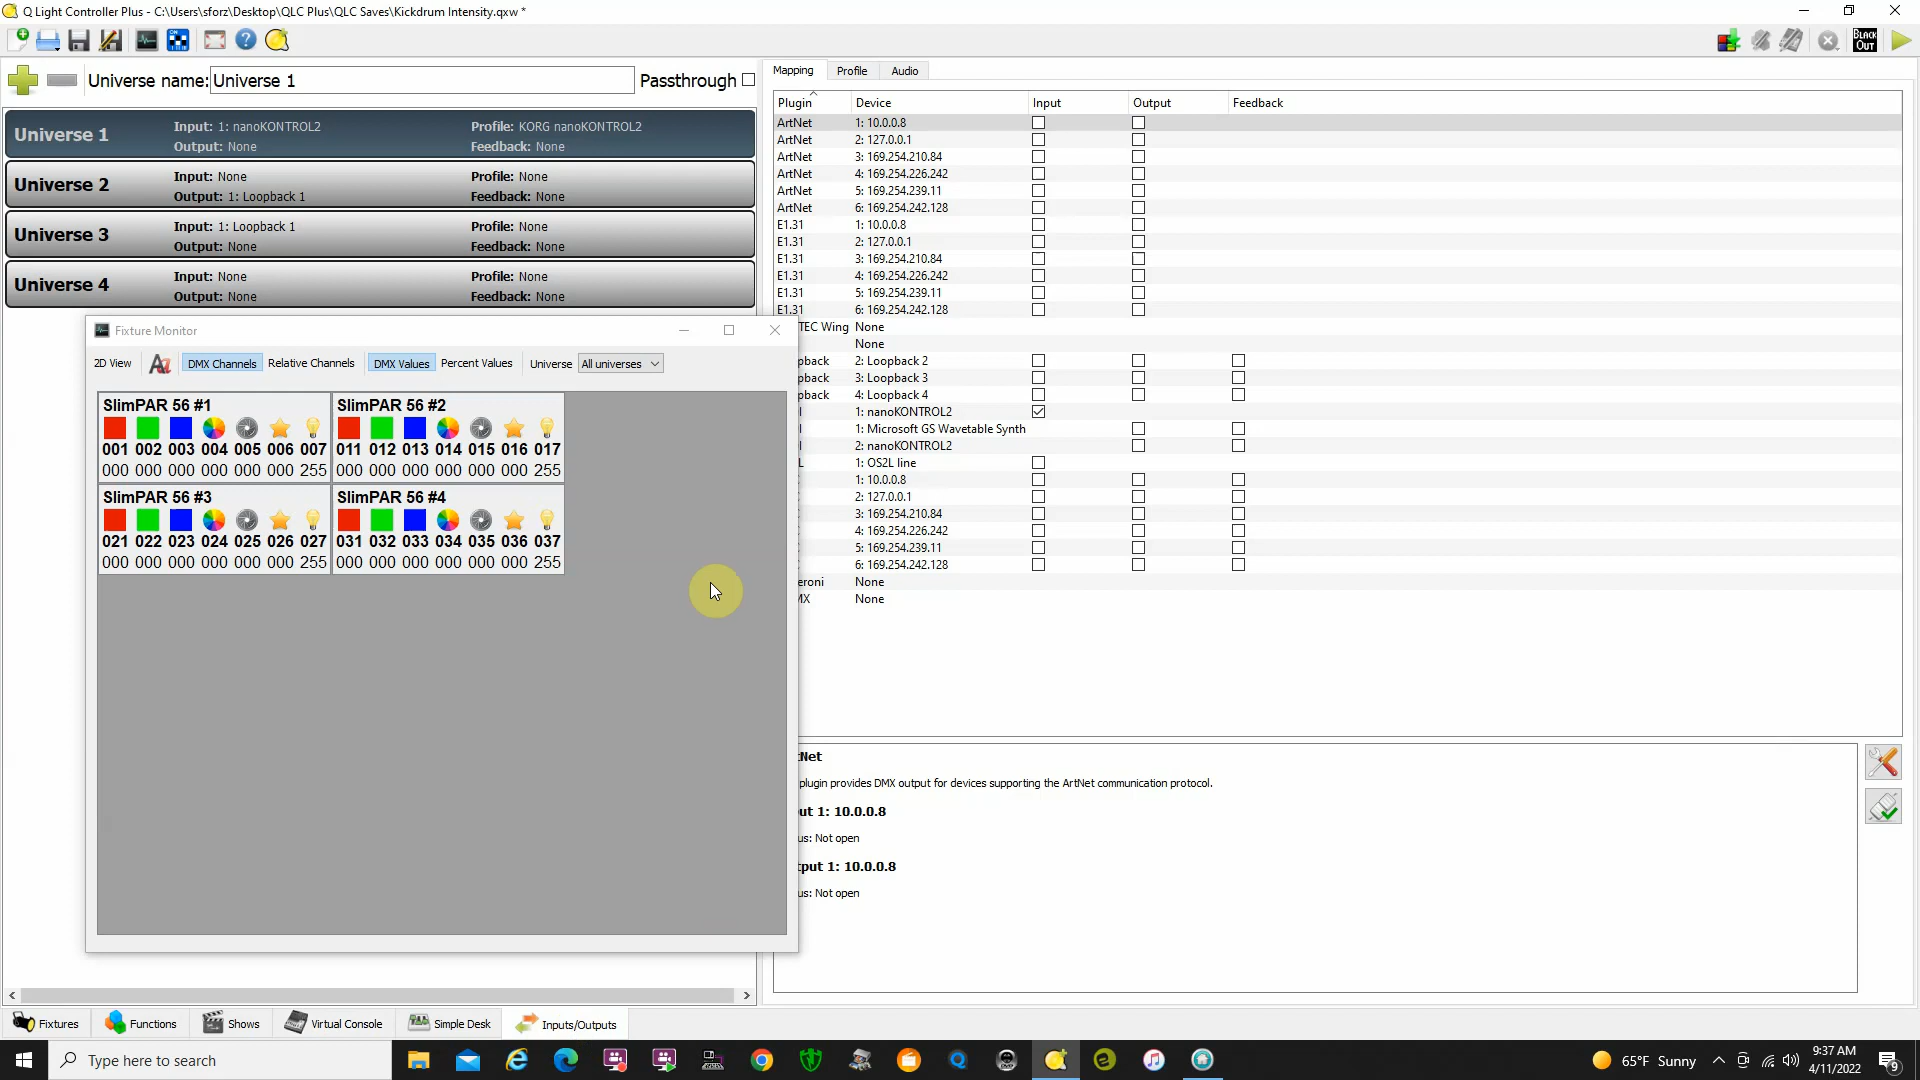 Q Light Controller Plus - C:\Users\sforz\Desktop\QLC Plus\QLC Saves\Kickdrum Intensity.qxw *
BLACK OUT
Universe name: Universe 1 Passthrough
Universe 1 Input: 1: nanoKONTROL2 Profile: KORG nanoKONTROL2
Output: None Feedback: None
Universe 2 Input: None Profile: None
Output: 1: Loopback 1 Feedback: None
Universe 3 Input: 1: Loopback 1 Profile: None
Output: None Feedback: None
Universe 4 Input: None Profile: None
Output: None Feedback: None
Mapping Profile Audio
Plugin Device Input Output Feedback
ArtNet 1: 10.0.0.8
ArtNet 2: 127.0.0.1
ArtNet 3: 169.254.210.84
ArtNet 4: 169.254.226.242
ArtNet 5: 169.254.239.11
ArtNet 6: 169.254.242.128
E1.31 1: 10.0.0.8
E1.31 2: 127.0.0.1
E1.31 3: 169.254.210.84
E1.31 4: 169.254.226.242
E1.31 5: 169.254.239.11
E1.31 6: 169.254.242.128
TEC Wing None
None
pback 2: Loopback 2
pback 3: Loopback 3
pback 4: Loopback 4
I 1: nanoKONTROL2
I 1: Microsoft GS Wavetable Synth
I 2: nanoKONTROL2
L 1: OS2L line
C 1: 10.0.0.8
C 2: 127.0.0.1
C 3: 169.254.210.84
C 4: 169.254.226.242
C 5: 169.254.239.11
C 6: 169.254.242.128
eroni None
MX None
Fixture Monitor
2D View DMX Channels Relative Channels DMX Values Percent Values Universe All universes
SlimPAR 56 #1
001 002 003 004 005 006 007
000 000 000 000 000 000 255
SlimPAR 56 #2
011 012 013 014 015 016 017
000 000 000 000 000 000 255
SlimPAR 56 #3
021 022 023 024 025 026 027
000 000 000 000 000 000 255
SlimPAR 56 #4
031 032 033 034 035 036 037
000 000 000 000 000 000 255
tNet
plugin provides DMX output for devices supporting the ArtNet communication protocol.
ut 1: 10.0.0.8
us: Not open
tput 1: 10.0.0.8
us: Not open
Fixtures Functions Shows Virtual Console Simple Desk Inputs/Outputs
Type here to search
65°F Sunny
9:37 AM
4/11/2022
9